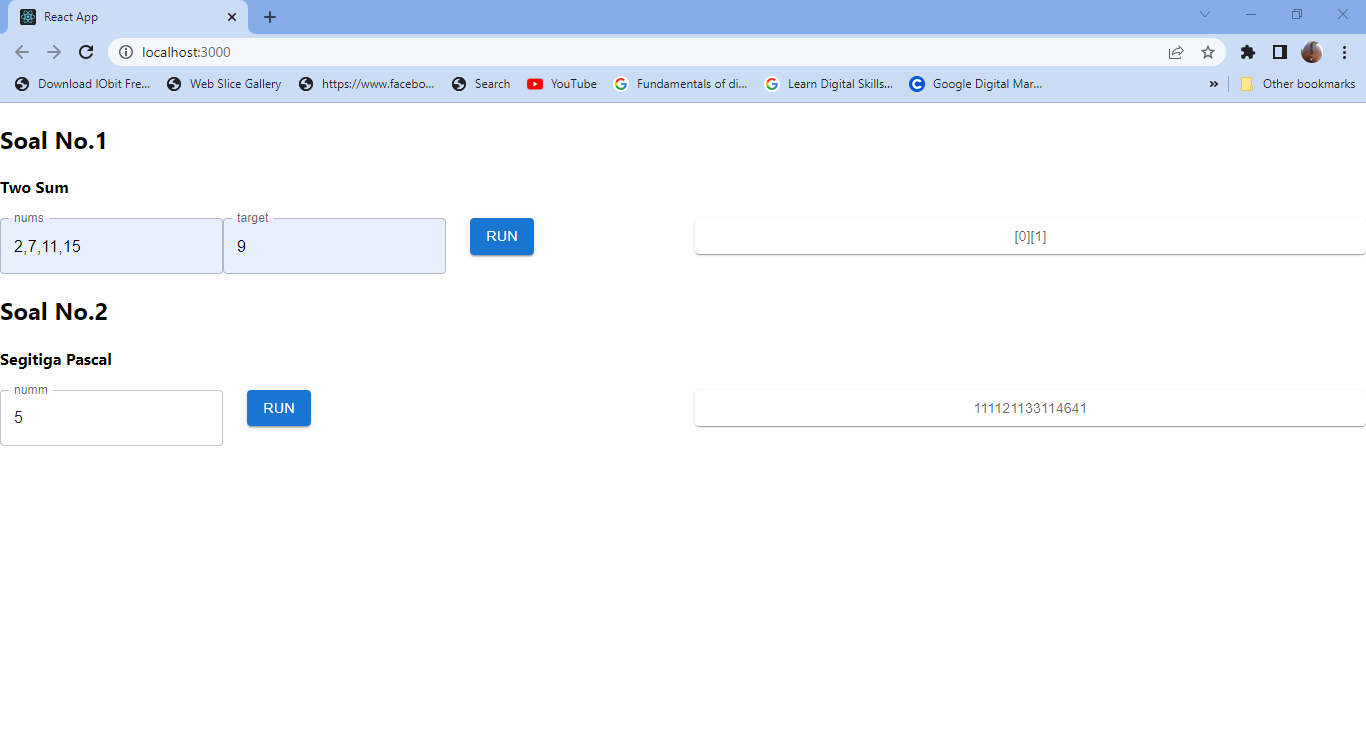 React App
localhost:3000
Download IObit Fre... Web Slice Gallery https://www.facebo... Search YouTube Fundamentals of di... Learn Digital Skills... Google Digital Mar... » Other bookmarks
Soal No.1
Two Sum
nums target
2,7,11,15 9 RUN [0][1]
Soal No.2
Segitiga Pascal
numm
5 RUN 111121133114641